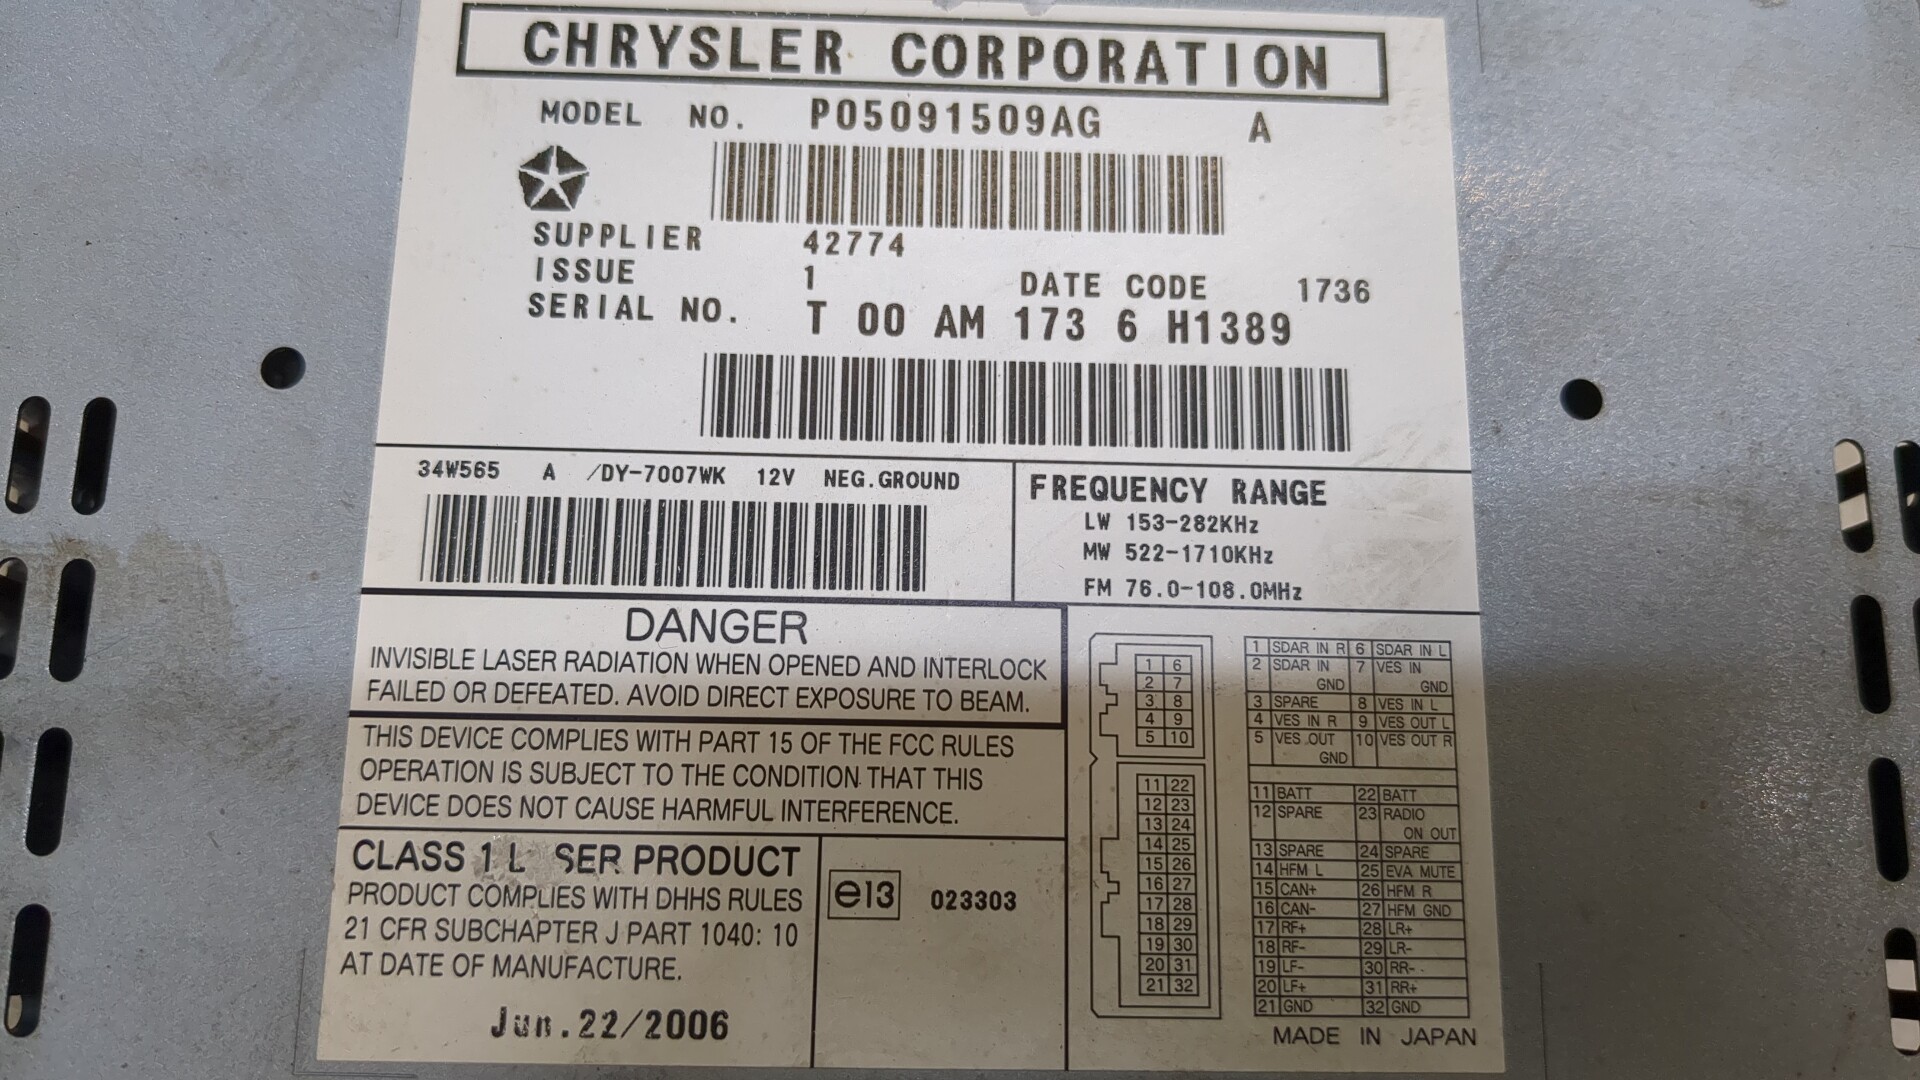 CHRYSLER CORPORATION
MODEL NO. P05091509AG A
SUPPLIER 42774
ISSUE 1 DATE CODE 1736
SERIAL NO. T 00 AM 173 6 H1389
34W565 A /DY-7007WK 12V NEG.GROUND
FREQUENCY RANGE
LW 153-282KHz
MW 522-1710KHz
FM 76.0-108.0MHz
DANGER
INVISIBLE LASER RADIATION WHEN OPENED AND INTERLOCK
FAILED OR DEFEATED. AVOID DIRECT EXPOSURE TO BEAM.
THIS DEVICE COMPLIES WITH PART 15 OF THE FCC RULES
OPERATION IS SUBJECT TO THE CONDITION THAT THIS
DEVICE DOES NOT CAUSE HARMFUL INTERFERENCE.
CLASS 1 L SER PRODUCT
PRODUCT COMPLIES WITH DHHS RULES
21 CFR SUBCHAPTER J PART 1040: 10
AT DATE OF MANUFACTURE.
Jun.22/2006
e13 023303
1 6
2 7
3 8
4 9
5 10
11 22
12 23
13 24
14 25
15 26
16 27
17 28
18 29
19 30
20 31
21 32
1 SDAR IN R 6 SDAR IN L
2 SDAR IN 7 VES IN
GND GND
3 SPARE 8 VES IN L
4 VES IN R 9 VES OUT L
5 VES OUT 10 VES OUT R
GND
11 BATT 22 BATT
12 SPARE 23 RADIO
ON OUT
13 SPARE 24 SPARE
14 HFM L 25 EVA MUTE
15 CAN+ 26 HFM R
16 CAN- 27 HFM GND
17 RF+ 28 LR+
18 RF- 29 LR-
19 LF- 30 RR-
20 LF+ 31 RR+
21 GND 32 GND
MADE IN JAPAN